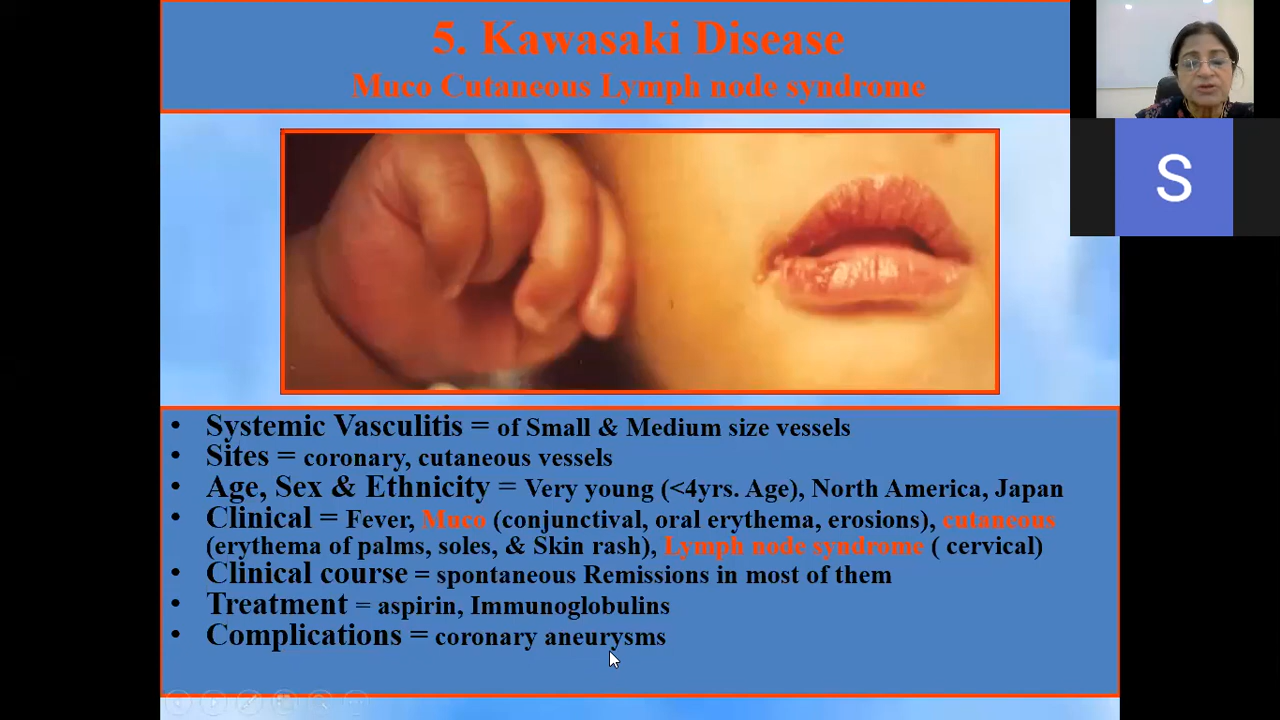 5. Kawasaki Disease
Muco Cutaneous Lymph node syndrome
S
• Systemic Vasculitis = of Small & Medium size vessels
• Sites = coronary, cutaneous vessels
• Age, Sex & Ethnicity = Very young (<4yrs. Age), North America, Japan
• Clinical = Fever, Muco (conjunctival, oral erythema, erosions), cutaneous
(erythema of palms, soles, & Skin rash), Lymph node syndrome ( cervical)
• Clinical course = spontaneous Remissions in most of them
• Treatment = aspirin, Immunoglobulins
• Complications = coronary aneurysms